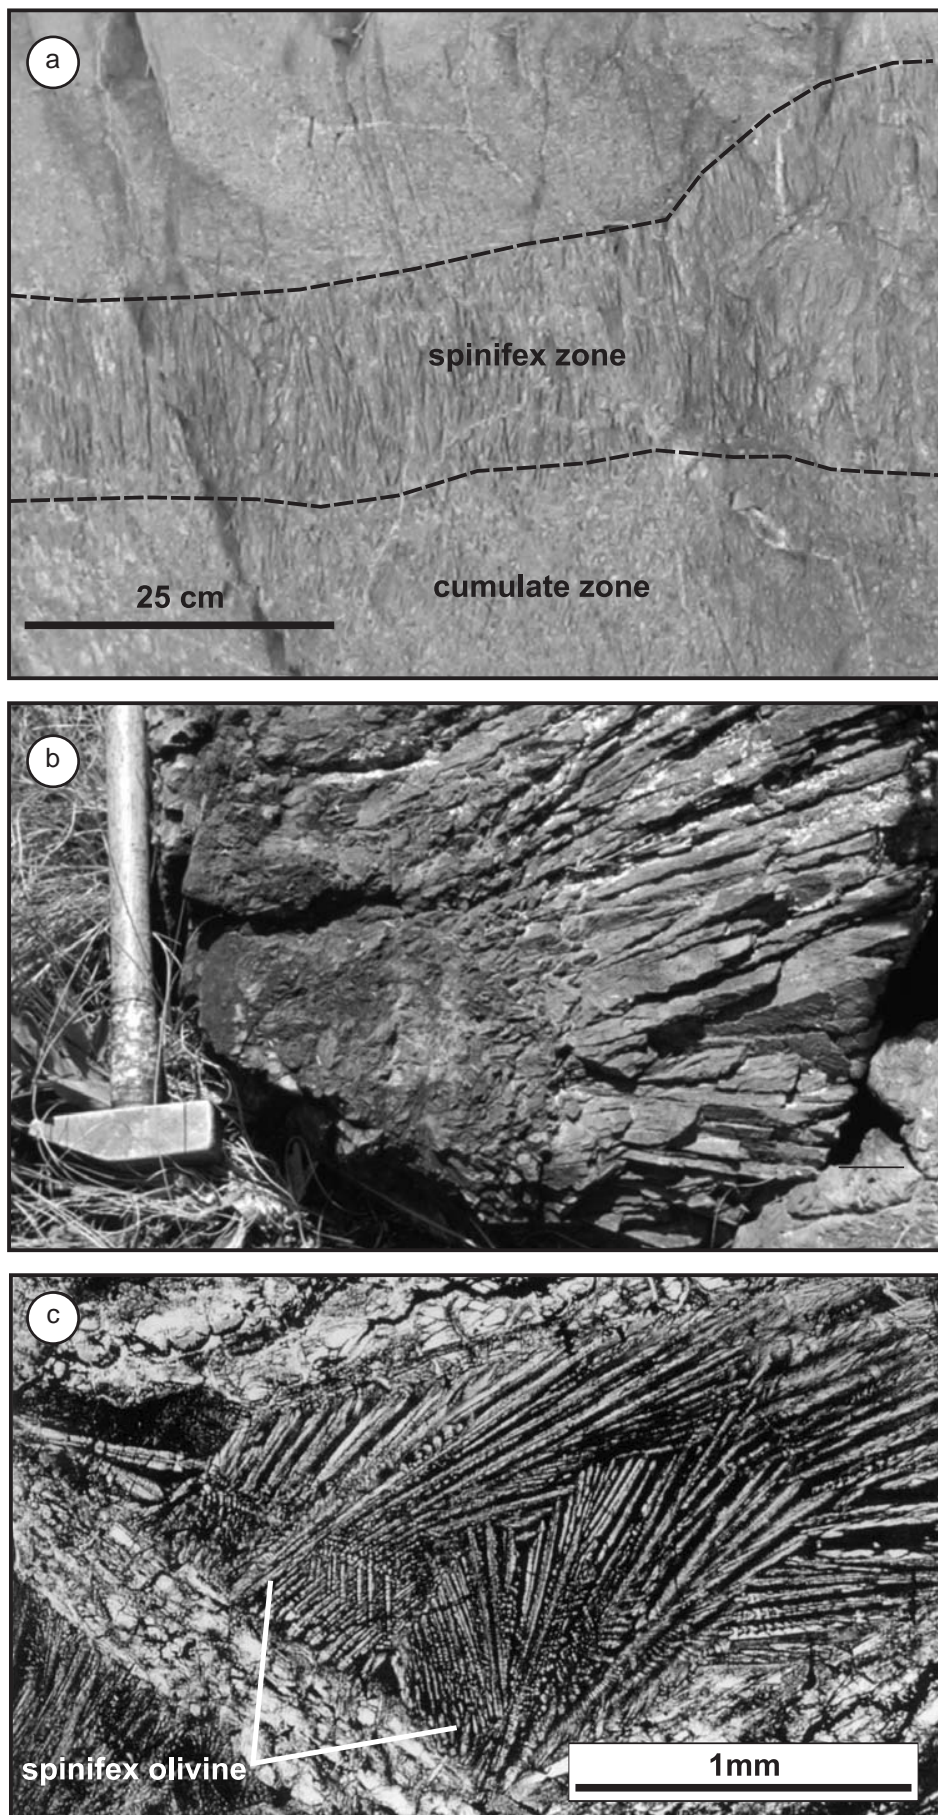 a
spinifex zone
cumulate zone
25 cm
b
c
spinifex olivine
1mm